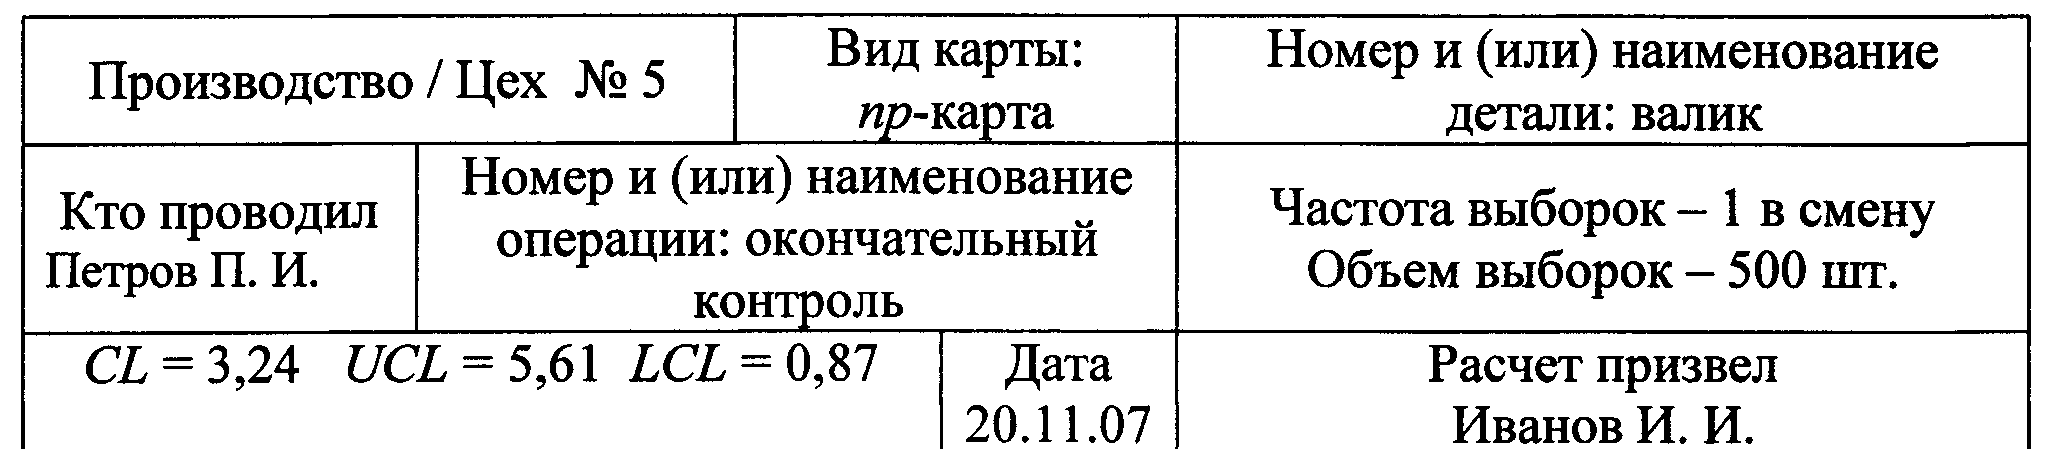 Производство / Цех № 5
Вид карты:
пр-карта
Номер и (или) наименование
детали: валик
Кто проводил
Петров П. И.
Номер и (или) наименование
операции: окончательный
контроль
Частота выборок – 1 в смену
Объем выборок – 500 шт.
CL = 3,24 UCL = 5,61 LCL = 0,87
Дата
20.11.07
Расчет призвел
Иванов И. И.